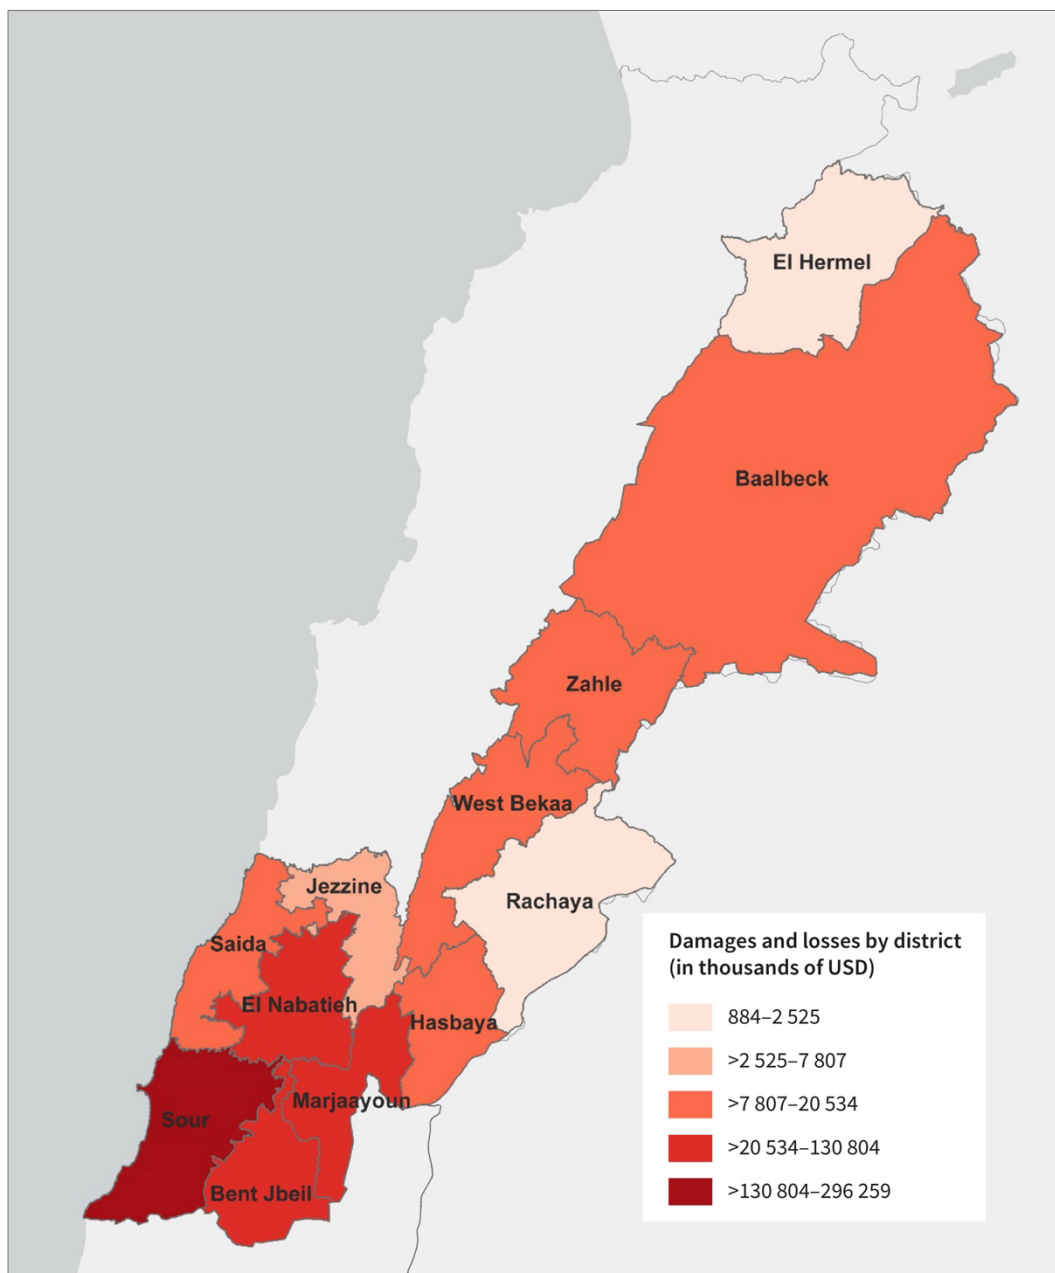 El Hermel
Baalbeck
Zahle
West Bekaa
Jezzine
Rachaya
Saida
El Nabatieh
Hasbaya
Marjaayoun
Sour
Bent Jbeil
Damages and losses by district
(in thousands of USD)
884–2 525
>2 525–7 807
>7 807–20 534
>20 534–130 804
>130 804–296 259